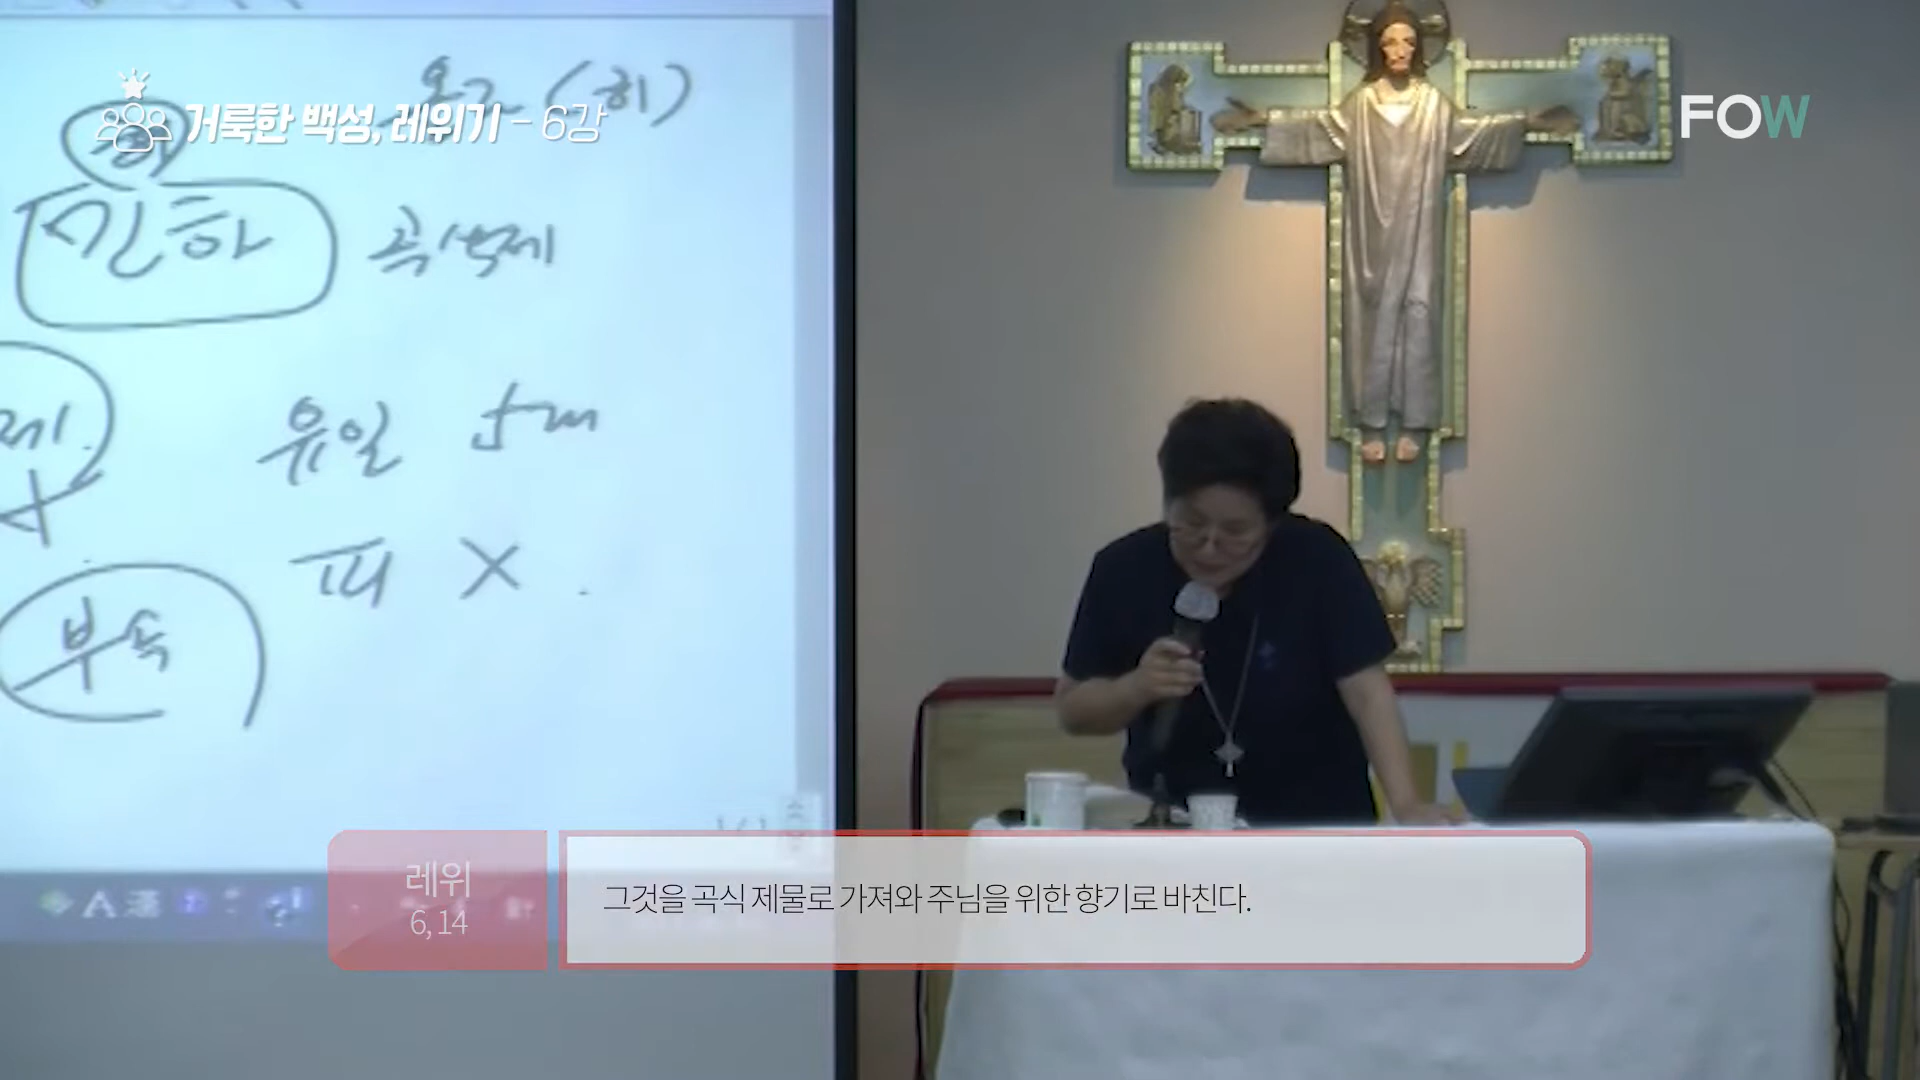 거룩한 백성, 레위기 - 6강
FOW
민하 곡식제
제
유일
피 X
부속
레위
6, 14
그것을 곡식 제물로 가져와 주님을 위한 향기로 바친다.